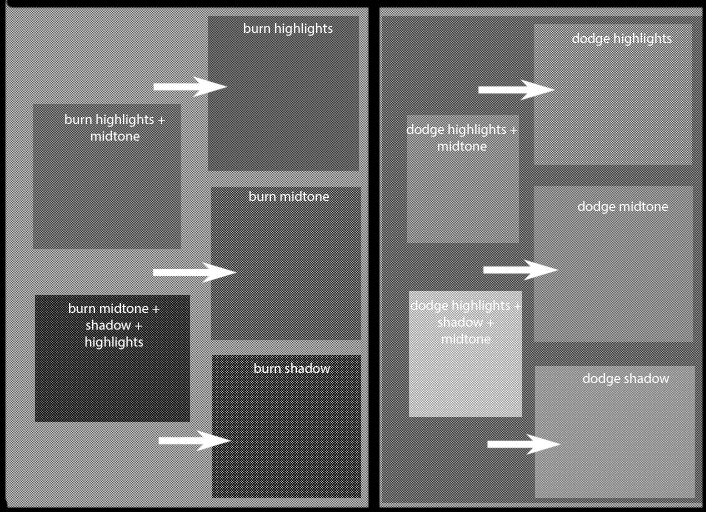 burn highlights
burn highlights +
midtone
burn midtone
burn midtone +
shadow +
highlights
burn shadow
dodge highlights
dodge highlights +
midtone
dodge midtone
dodge highlights +
shadow +
midtone
dodge shadow